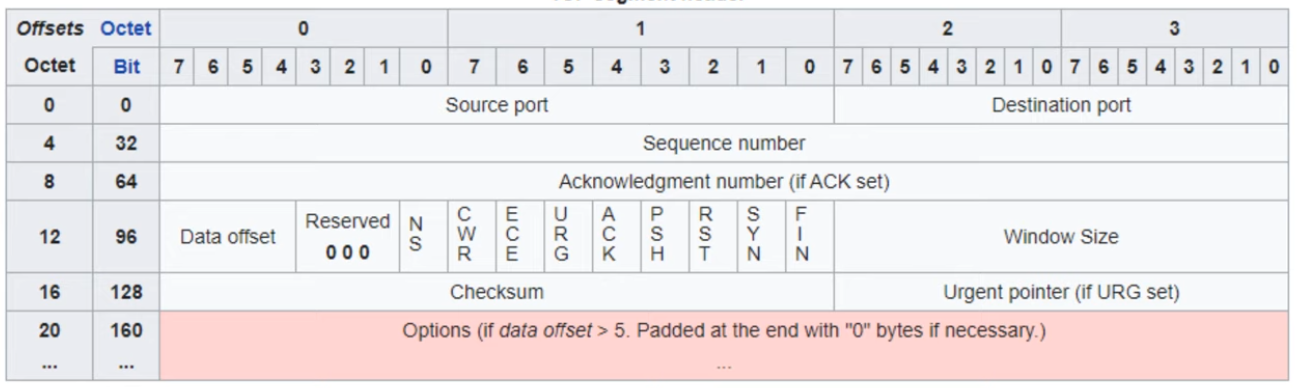 Offsets Octet 0 1 2 3
Octet Bit 7 6 5 4 3 2 1 0 7 6 5 4 3 2 1 0 7 6 5 4 3 2 1 0 7 6 5 4 3 2 1 0
0 0 Source port Destination port
4 32 Sequence number
8 64 Acknowledgment number (if ACK set)
12 96 Data offset Reserved 0 0 0 NS CWR ECE URG ACK PSH RST SYN FIN Window Size
16 128 Checksum Urgent pointer (if URG set)
20 160 Options (if data offset > 5. Padded at the end with "0" bytes if necessary.)
... ... ...